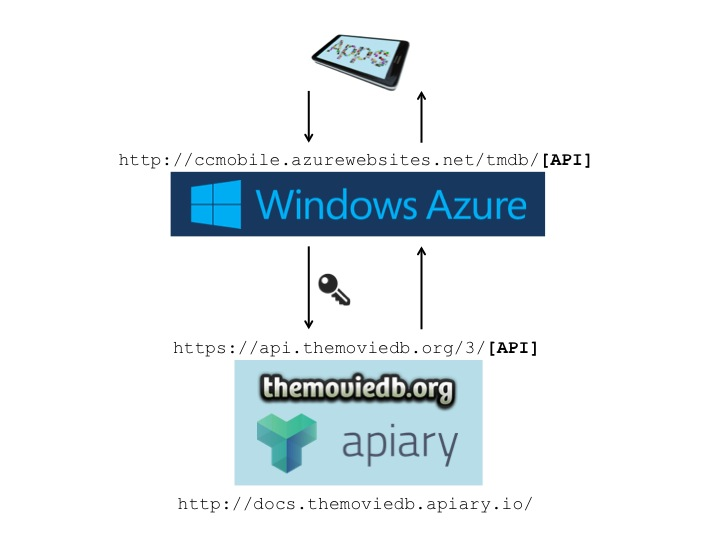 Apps
http://ccmobile.azurewebsites.net/tmdb/[API]
Windows Azure
https://api.themoviedb.org/3/[API]
themoviedb.org
apiary
http://docs.themoviedb.apiary.io/